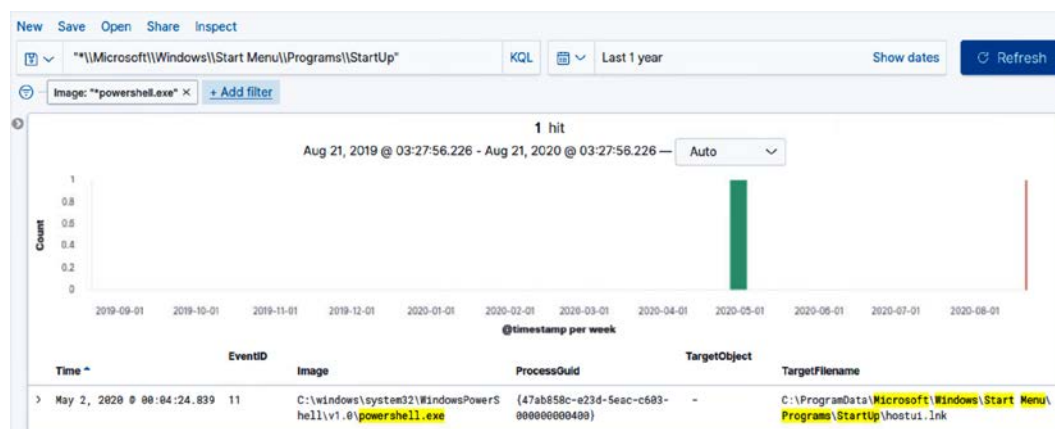 New Save Open Share Inspect
"*\\Microsoft\\Windows\\Start Menu\\Programs\\StartUp" KQL Last 1 year Show dates Refresh
Image: "*powershell.exe" × + Add filter
1 hit
Aug 21, 2019 @ 03:27:56.226 - Aug 21, 2020 @ 03:27:56.226 — Auto
Count
1
0.8
0.6
0.4
0.2
0
2019-09-01 2019-10-01 2019-11-01 2019-12-01 2020-01-01 2020-02-01 2020-03-01 2020-04-01 2020-05-01 2020-06-01 2020-07-01 2020-08-01
@timestamp per week
Time EventID Image ProcessGuid TargetObject TargetFilename
May 2, 2020 @ 00:04:24.839 11 C:\windows\system32\WindowsPowerS {47ab858c-e23d-5eac-c603- - C:\ProgramData\Microsoft\Windows\Start Menu\
hell\v1.0\powershell.exe 000000000400} Programs\StartUp\hostui.lnk